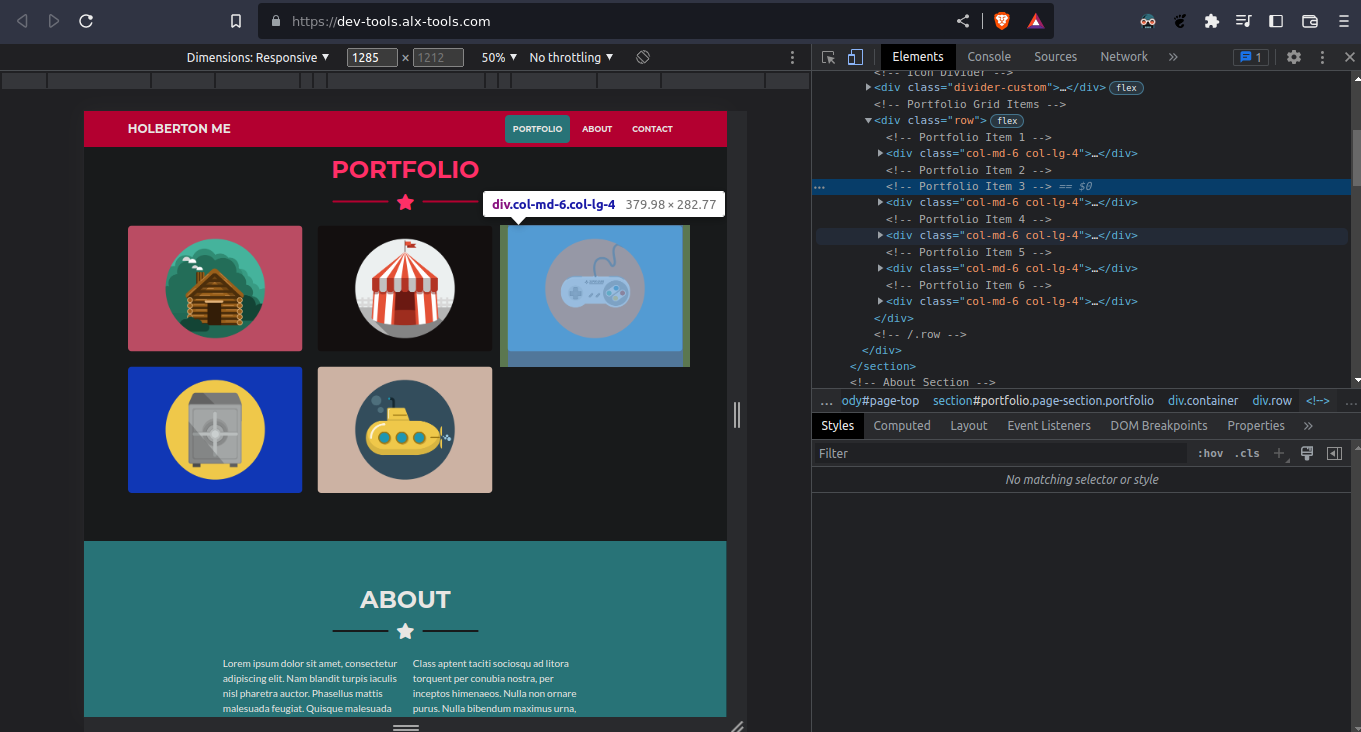 https://dev-tools.alx-tools.com
Dimensions: Responsive ▼ 1285 × 1212 50% ▼ No throttling ▼
HOLBERTON ME PORTFOLIO ABOUT CONTACT
PORTFOLIO
div.col-md-6.col-lg-4 379.98 × 282.77
ABOUT
Lorem ipsum dolor sit amet, consectetur
adipiscing elit. Nam blandit turpis iaculis
nisl pharetra auctor. Phasellus mattis
malesuada feugiat. Quisque malesuada
Class aptent taciti sociosqu ad litora
torquent per conubia nostra, per
inceptos himenaeos. Nulla non ornare
purus. Nulla bibendum maximus urna,
Elements Console Sources Network » 1
<!-- Icon Divider -->
<div class="divider-custom">…</div> flex
<!-- Portfolio Grid Items -->
<div class="row"> flex
<!-- Portfolio Item 1 -->
<div class="col-md-6 col-lg-4">…</div>
<!-- Portfolio Item 2 -->
<!-- Portfolio Item 3 --> == $0
<div class="col-md-6 col-lg-4">…</div>
<!-- Portfolio Item 4 -->
<div class="col-md-6 col-lg-4">…</div>
<!-- Portfolio Item 5 -->
<div class="col-md-6 col-lg-4">…</div>
<!-- Portfolio Item 6 -->
<div class="col-md-6 col-lg-4">…</div>
</div>
<!-- /.row -->
</div>
</section>
<!-- About Section -->
... ody#page-top section#portfolio.page-section.portfolio div.container div.row <!--> ...
Styles Computed Layout Event Listeners DOM Breakpoints Properties »
Filter :hov .cls +
No matching selector or style